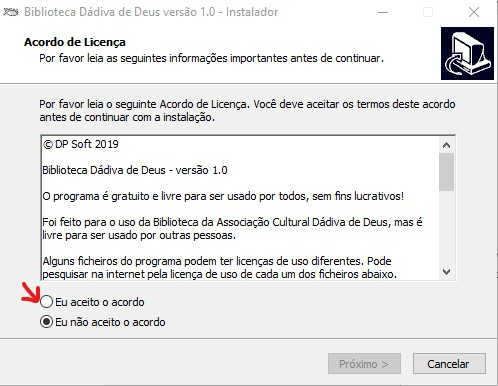 Biblioteca Dádiva de Deus versão 1.0 - Instalador
Acordo de Licença
Por favor leia as seguintes informações importantes antes de continuar.
Por favor leia o seguinte Acordo de Licença. Você deve aceitar os termos deste acordo
antes de continuar com a instalação.
© DP Soft 2019
Biblioteca Dádiva de Deus - versão 1.0
O programa é gratuito e livre para ser usado por todos, sem fins lucrativos!
Foi feito para o uso da Biblioteca da Associação Cultural Dádiva de Deus, mas é
livre para ser usado por outras pessoas.
Alguns ficheiros do programa podem ter licenças de uso diferentes. Pode
pesquisar na internet pela licença de uso de cada um dos ficheiros abaixo.
Eu aceito o acordo
Eu não aceito o acordo
Próximo >
Cancelar